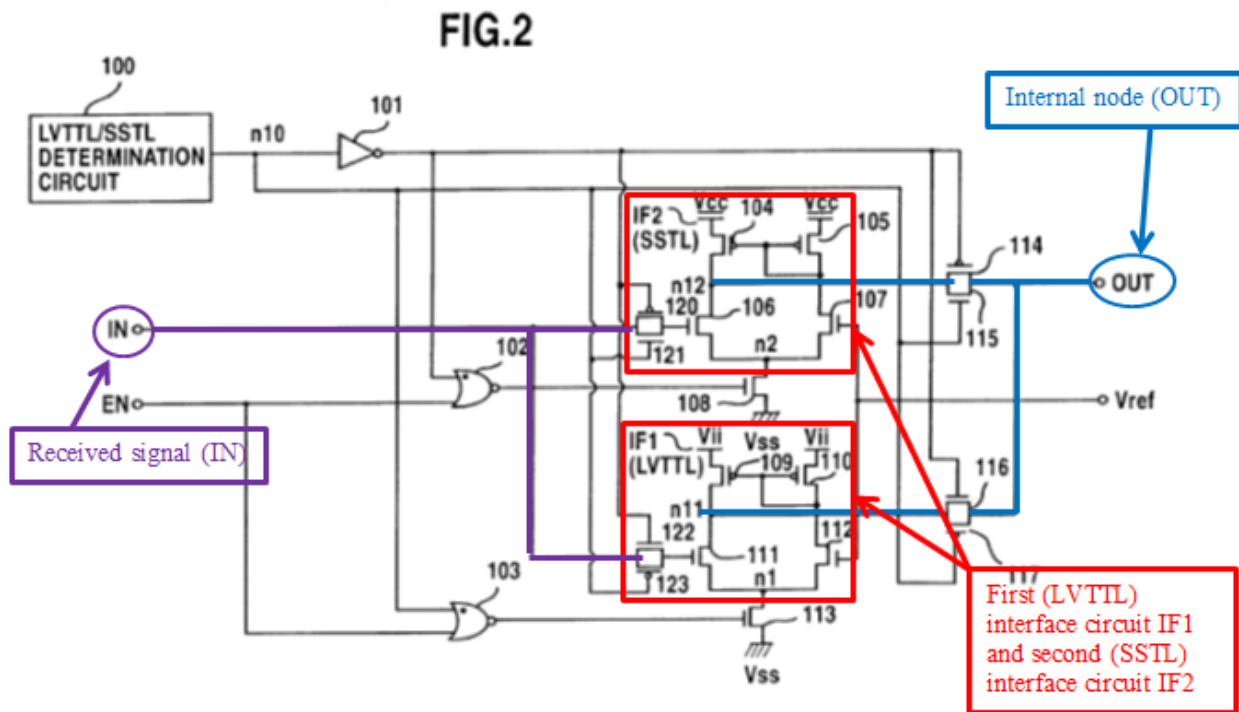 FIG.2
100
101
Internal node (OUT)
LVTTL/SSTL
DETERMINATION
CIRCUIT
n10
IF2
(SSTL)
Vcc
104
Vcc
105
114
n12
OUT
120
106
107
115
IN
121
n2
102
108
EN
Vref
Received signal (IN)
IF1
(LVTTL)
Vii
Vss
Vii
109
110
116
n11
122
112
111
123
n1
103
113
Vss
First (LVTTL)
interface circuit IF1
and second (SSTL)
interface circuit IF2